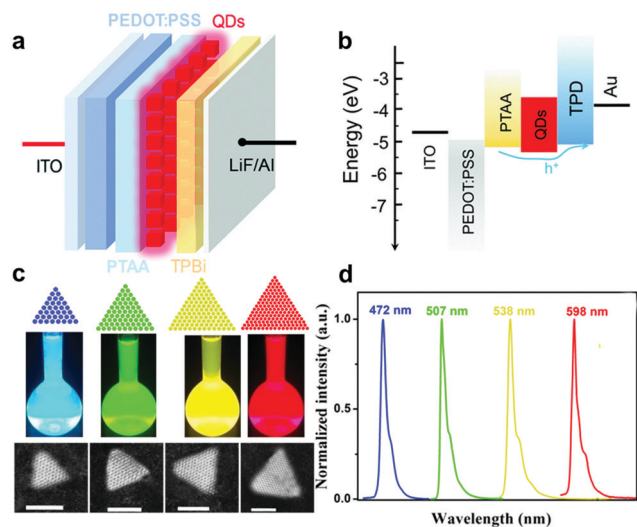 a
PEDOT:PSS QDs
ITO
LiF/Al
PTAA TPBi
b
Energy (eV)
-3
-4
-5
-6
-7
ITO
PEDOT:PSS
PTAA
QDs
TPD
Au
h+
c
d
472 nm 507 nm 538 nm 598 nm
Normalized intensity (a.u.)
1.0
0.5
0.0
Wavelength (nm)